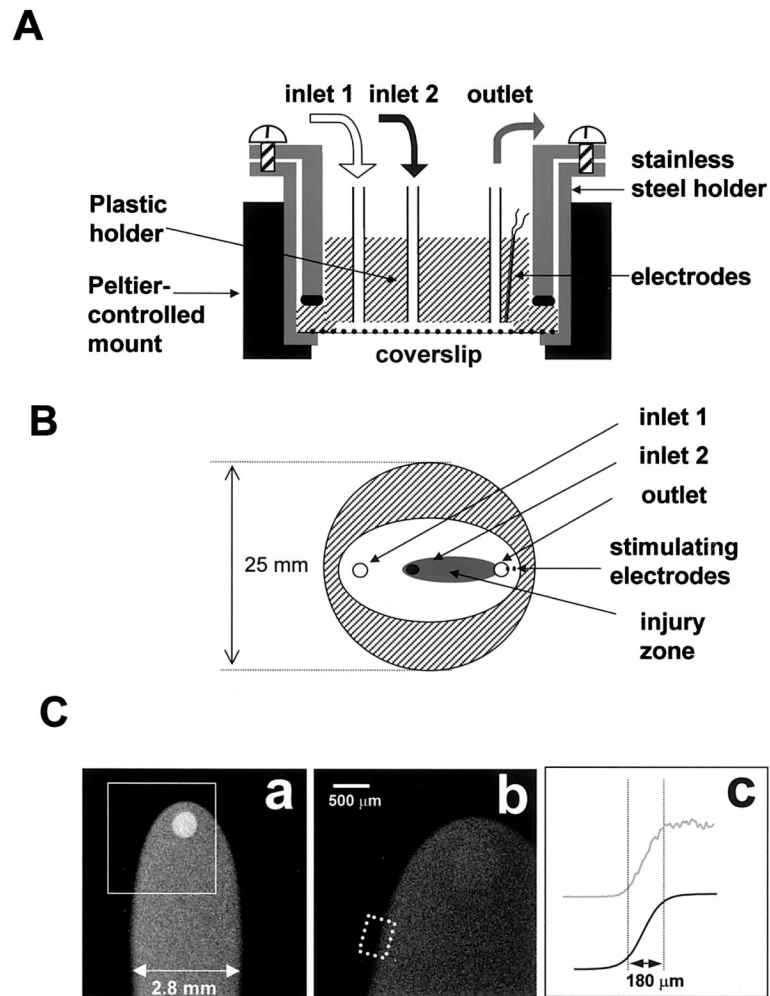 A
inlet 1 inlet 2 outlet
stainless
steel holder
Plastic
holder
electrodes
Peltier-
controlled
mount
coverslip
B
inlet 1
inlet 2
outlet
25 mm
stimulating
electrodes
injury
zone
C
a
b
c
500 μm
2.8 mm
180 μm